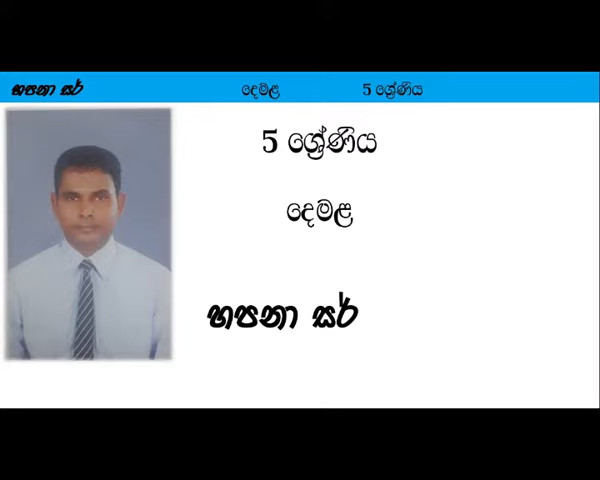 හපනා සර් දෙමළ 5 ශ්‍රේණිය
5 ශ්‍රේණිය
දෙමළ
හපනා සර්